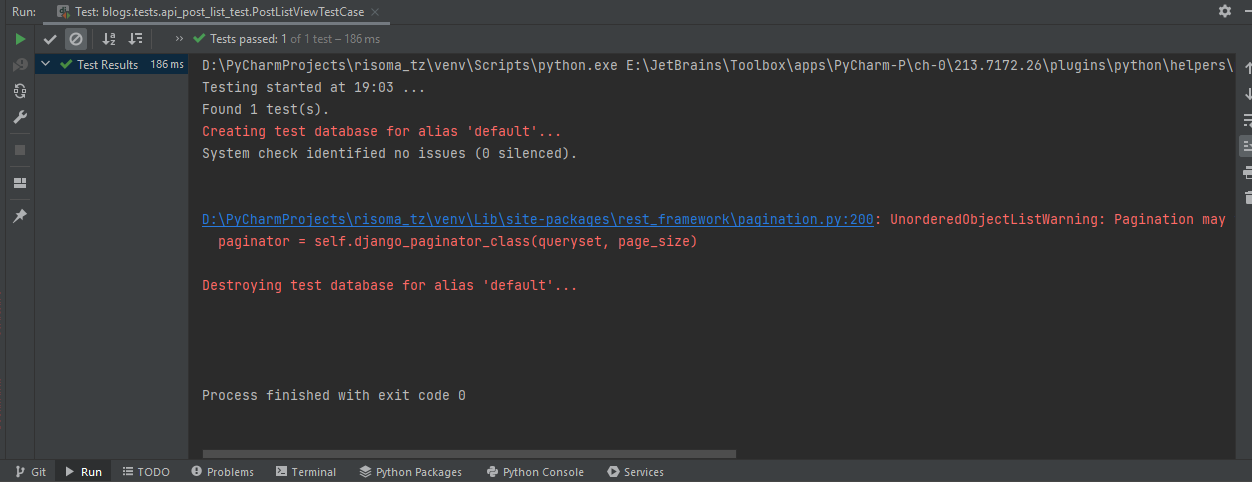 Run: Test: blogs.tests.api_post_list_test.PostListViewTestCase
Tests passed: 1 of 1 test – 186 ms
Test Results 186 ms
D:\PyCharmProjects\risoma_tz\venv\Scripts\python.exe E:\JetBrains\Toolbox\apps\PyCharm-P\ch-0\213.7172.26\plugins\python\helpers\
Testing started at 19:03 ...
Found 1 test(s).
Creating test database for alias 'default'...
System check identified no issues (0 silenced).
D:\PyCharmProjects\risoma_tz\venv\Lib\site-packages\rest_framework\pagination.py:200: UnorderedObjectListWarning: Pagination may
paginator = self.django_paginator_class(queryset, page_size)
Destroying test database for alias 'default'...
Process finished with exit code 0
Git Run TODO Problems Terminal Python Packages Python Console Services